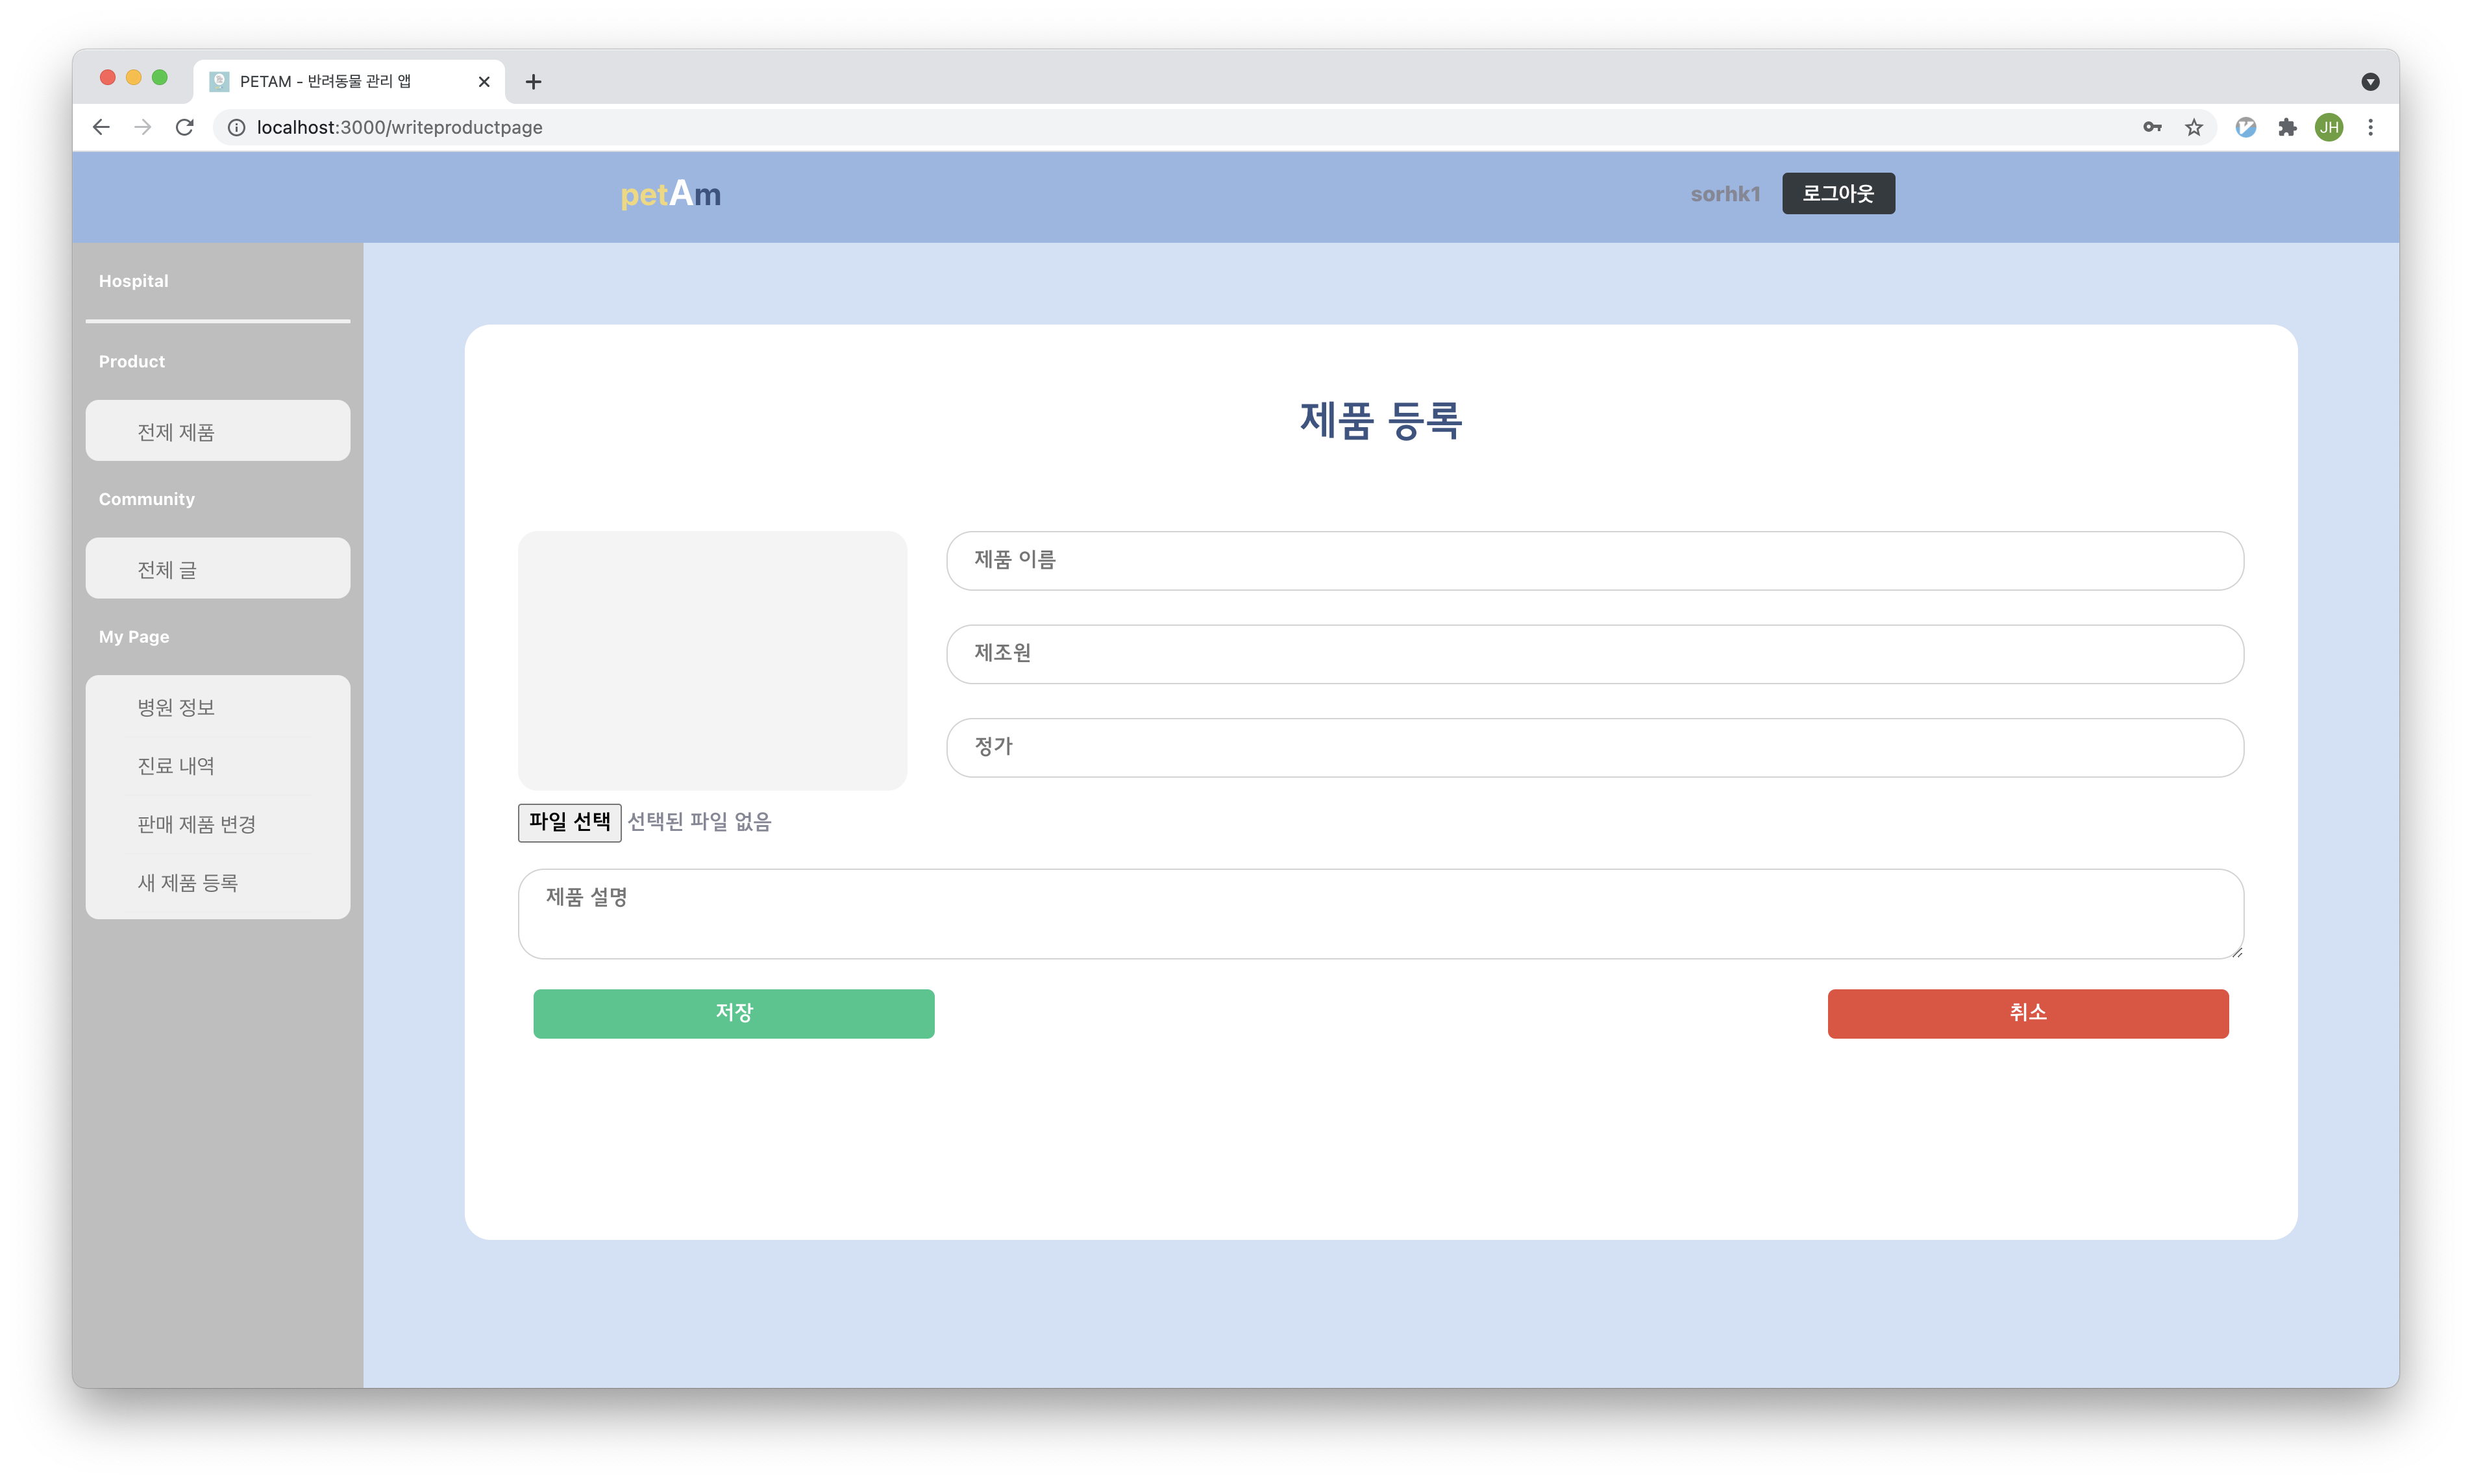 PETAM - 반려동물 관리 앱
localhost:3000/writeproductpage
JH
petAm
sorhk1
로그아웃
Hospital
Product
전제 제품
Community
전체 글
My Page
병원 정보
진료 내역
판매 제품 변경
새 제품 등록
제품 등록
제품 이름
제조원
정가
파일 선택 선택된 파일 없음
제품 설명
저장
취소